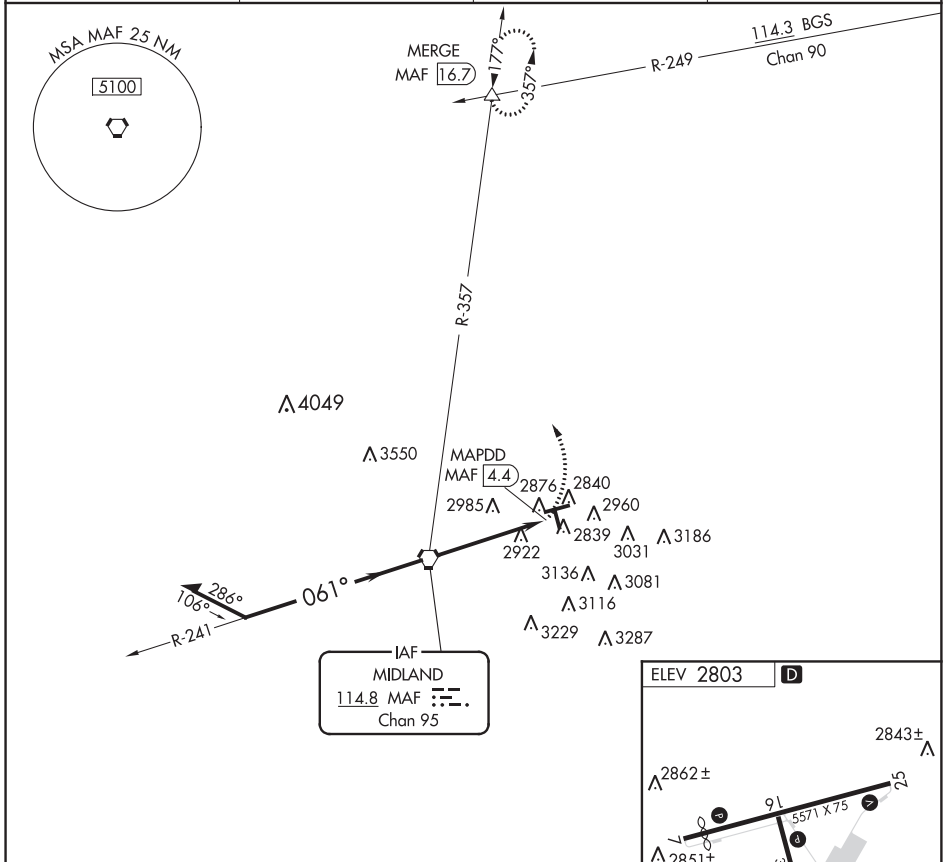 MSA MAF 25 NM
5100
MERGE
MAF 16.7
177°
357°
114.3 BGS
R-249
Chan 90
R-357
4049
3550
MAPDD
MAF 4.4
2985
2876
2840
2960
2922
2839
3031
3186
3136
3081
3116
3229
3287
061°
286°
106°
R-241
IAF
MIDLAND
114.8 MAF
Chan 95
ELEV 2803 D
2843±
2862±
25
16
5571 X 75
P
A
7
P
2851±